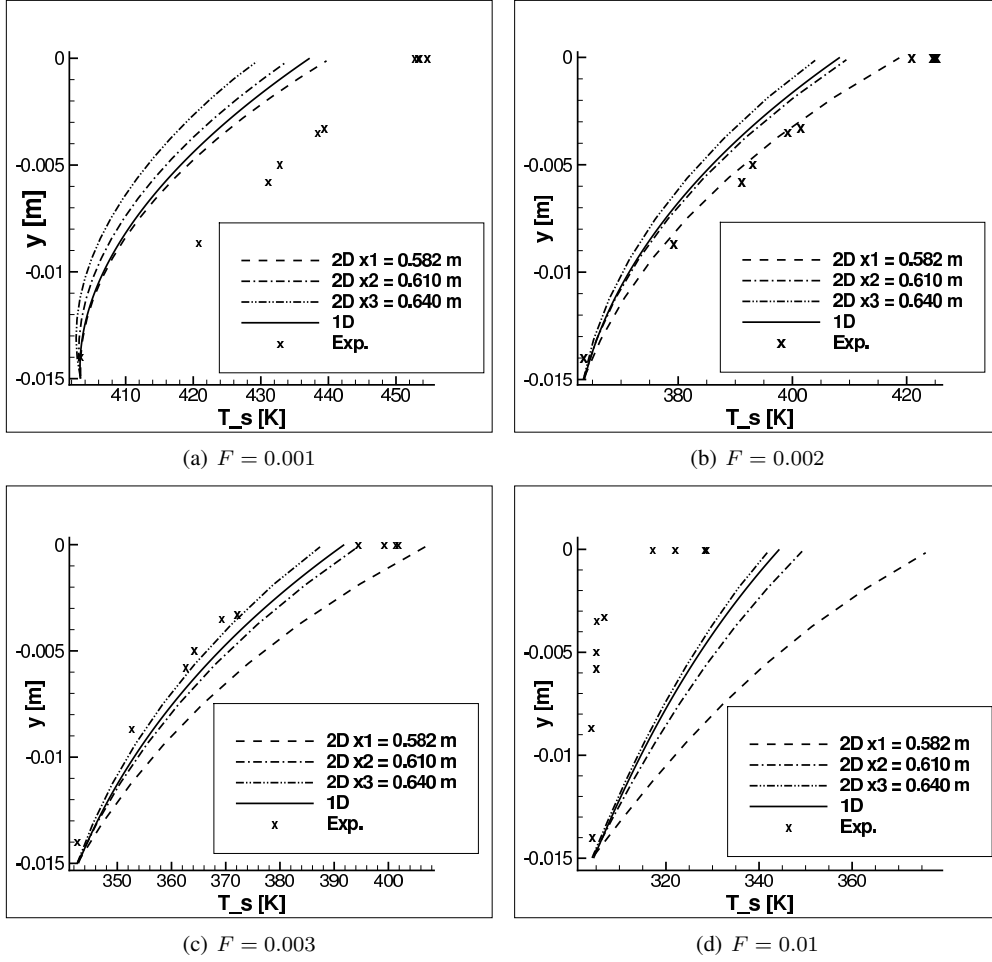 0
-0.005
-0.01
-0.015
y [m]
410
420
430
440
450
T_s [K]
2D x1 = 0.582 m
2D x2 = 0.610 m
2D x3 = 0.640 m
1D
x Exp.
(a) F = 0.001
0
-0.005
-0.01
-0.015
y [m]
380
400
420
T_s [K]
2D x1 = 0.582 m
2D x2 = 0.610 m
2D x3 = 0.640 m
1D
x Exp.
(b) F = 0.002
0
-0.005
-0.01
-0.015
y [m]
350
360
370
380
390
400
T_s [K]
2D x1 = 0.582 m
2D x2 = 0.610 m
2D x3 = 0.640 m
1D
x Exp.
(c) F = 0.003
0
-0.005
-0.01
-0.015
y [m]
320
340
360
T_s [K]
2D x1 = 0.582 m
2D x2 = 0.610 m
2D x3 = 0.640 m
1D
x Exp.
(d) F = 0.01